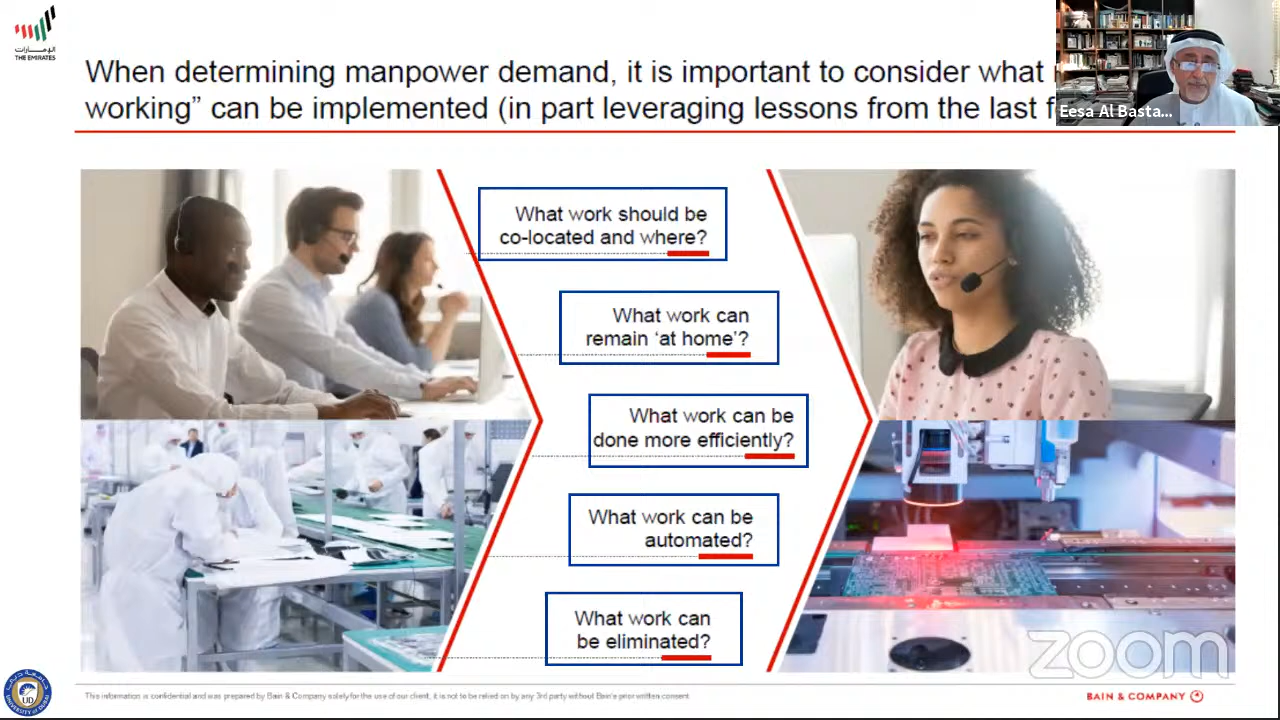 الإمارات
THE EMIRATES
When determining manpower demand, it is important to consider what
working” can be implemented (in part leveraging lessons from the last f
Eesa Al Basta...
What work should be
co-located and where?
What work can
remain ‘at home’?
What work can be
done more efficiently?
What work can be
automated?
What work can
be eliminated?
zoom
UD
This information is confidential and was prepared by Bain & Company solely for the use of our client; it is not to be relied on by any 3rd party without Bain's prior written consent
BAIN & COMPANY